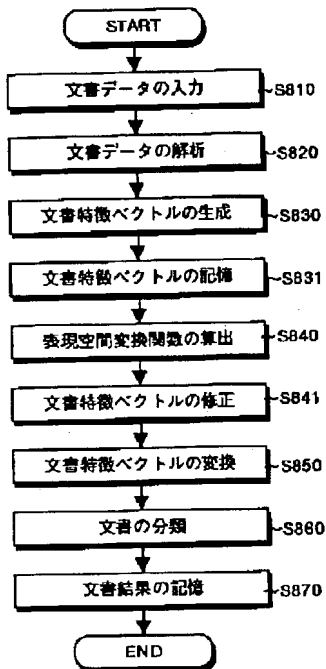 START
文書データの入力 S810
文書データの解析 S820
文書特徴ベクトルの生成 S830
文書特徴ベクトルの記憶 S831
表現空間変換関数の算出 S840
文書特徴ベクトルの修正 S841
文書特徴ベクトルの変換 S850
文書の分類 S860
文書結果の記憶 S870
END